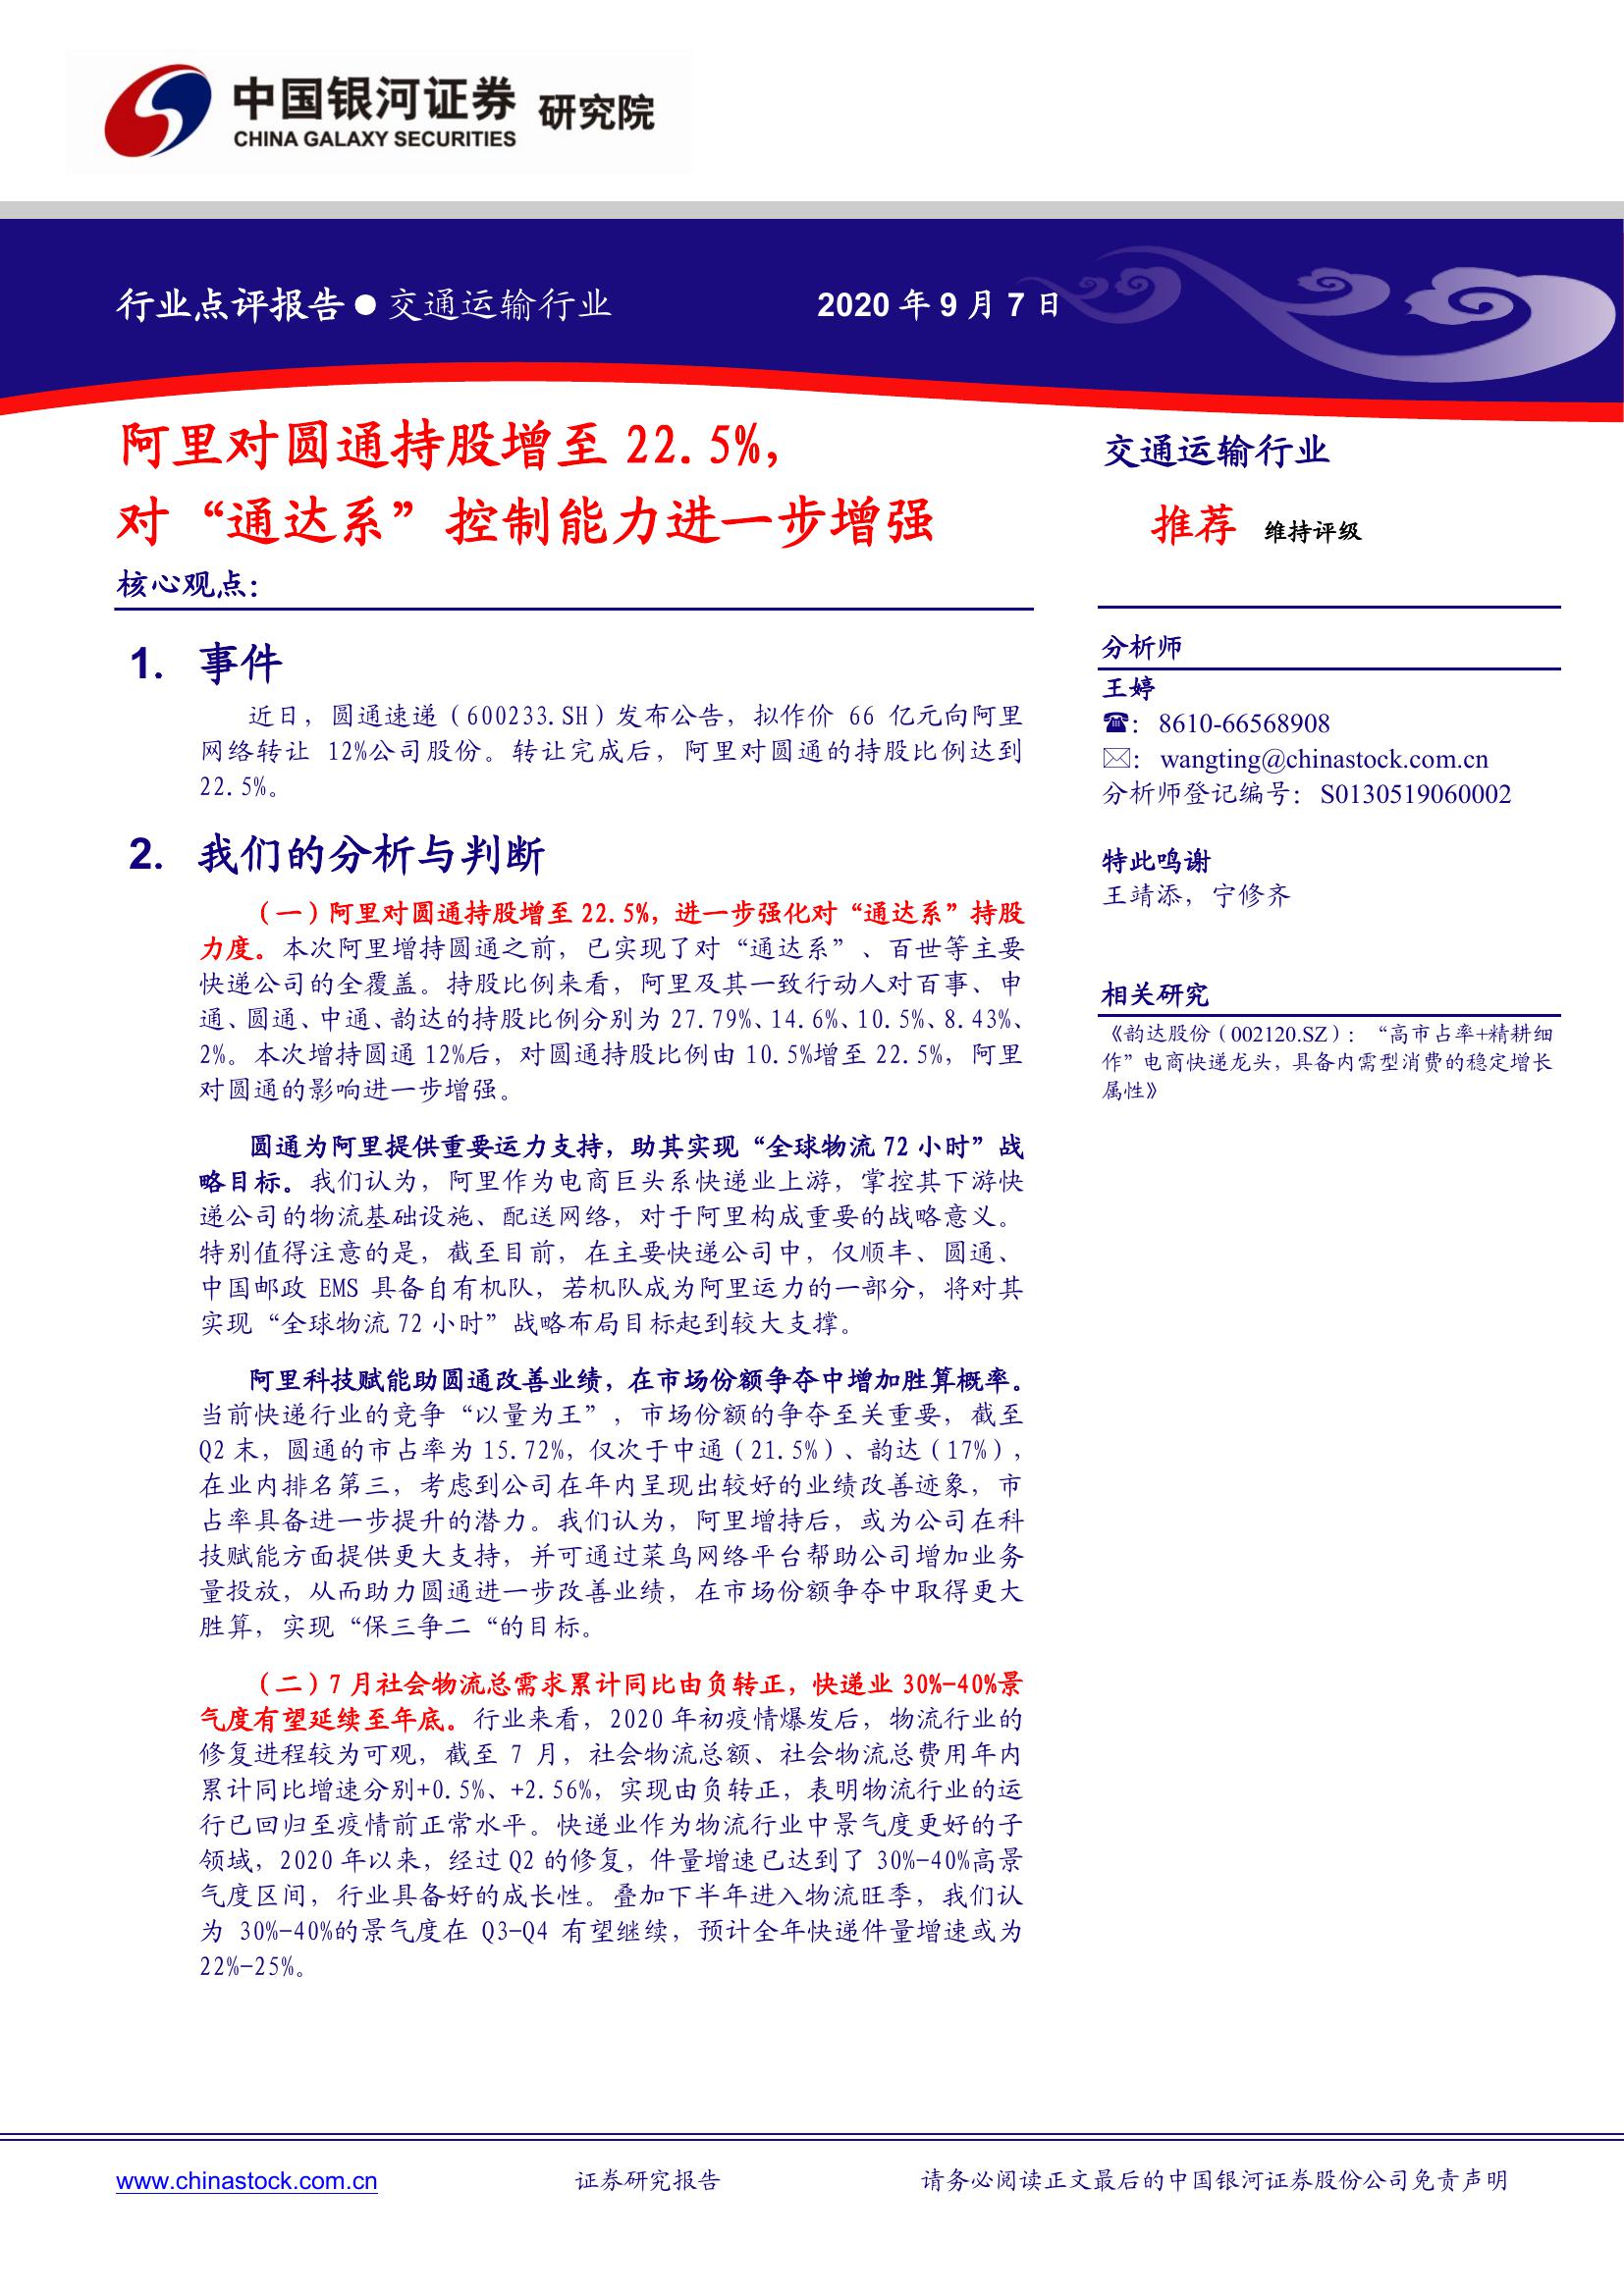 中国银河证券 研究院
CHINA GALAXY SECURITIES
行业点评报告●交通运输行业
2020 年 9 月 7 日
阿里对圆通持股增至 22.5%,
对“通达系”控制能力进一步增强
核心观点:
1. 事件
近日，圆通速递（600233.SH）发布公告，拟作价 66 亿元向阿里
网络转让 12%公司股份。转让完成后，阿里对圆通的持股比例达到
22.5%。
2. 我们的分析与判断
（一）阿里对圆通持股增至 22.5%，进一步强化对“通达系”持股
力度。本次阿里增持圆通之前，已实现了对“通达系”、百世等主要
快递公司的全覆盖。持股比例来看，阿里及其一致行动人对百事、申
通、圆通、中通、韵达的持股比例分别为 27.79%、14.6%、10.5%、8.43%、
2%。本次增持圆通 12%后，对圆通持股比例由 10.5%增至 22.5%，阿里
对圆通的影响进一步增强。
圆通为阿里提供重要运力支持，助其实现“全球物流 72 小时”战
略目标。我们认为，阿里作为电商巨头系快递业上游，掌控其下游快
递公司的物流基础设施、配送网络，对于阿里构成重要的战略意义。
特别值得注意的是，截至目前，在主要快递公司中，仅顺丰、圆通、
中国邮政 EMS 具备自有机队，若机队成为阿里运力的一部分，将对其
实现“全球物流 72 小时”战略布局目标起到较大支撑。
阿里科技赋能助圆通改善业绩，在市场份额争夺中增加胜算概率。
当前快递行业的竞争“以量为王”，市场份额的争夺至关重要，截至
Q2 末，圆通的市占率为 15.72%，仅次于中通（21.5%）、韵达（17%），
在业内排名第三，考虑到公司在年内呈现出较好的业绩改善迹象，市
占率具备进一步提升的潜力。我们认为，阿里增持后，或为公司在科
技赋能方面提供更大支持，并可通过菜鸟网络平台帮助公司增加业务
量投放，从而助力圆通进一步改善业绩，在市场份额争夺中取得更大
胜算，实现“保三争二“的目标。
（二）7 月社会物流总需求累计同比由负转正，快递业 30%-40%景
气度有望延续至年底。行业来看，2020 年初疫情爆发后，物流行业的
修复进程较为可观，截至 7 月，社会物流总额、社会物流总费用年内
累计同比增速分别+0.5%、+2.56%，实现由负转正，表明物流行业的运
行已回归至疫情前正常水平。快递业作为物流行业中景气度更好的子
领域，2020 年以来，经过 Q2 的修复，件量增速已达到了 30%-40%高景
气度区间，行业具备好的成长性。叠加下半年进入物流旺季，我们认
为 30%-40%的景气度在 Q3-Q4 有望继续，预计全年快递件量增速或为
22%-25%。
交通运输行业
推荐 维持评级
分析师
王婷
☎：8610-66568908
✉：wangting@chinastock.com.cn
分析师登记编号：S0130519060002
特此鸣谢
王靖添，宁修齐
相关研究
《韵达股份（002120.SZ）：“高市占率+精耕细
作”电商快递龙头，具备内需型消费的稳定增长
属性》
www.chinastock.com.cn
证券研究报告
请务必阅读正文最后的中国银河证券股份公司免责声明